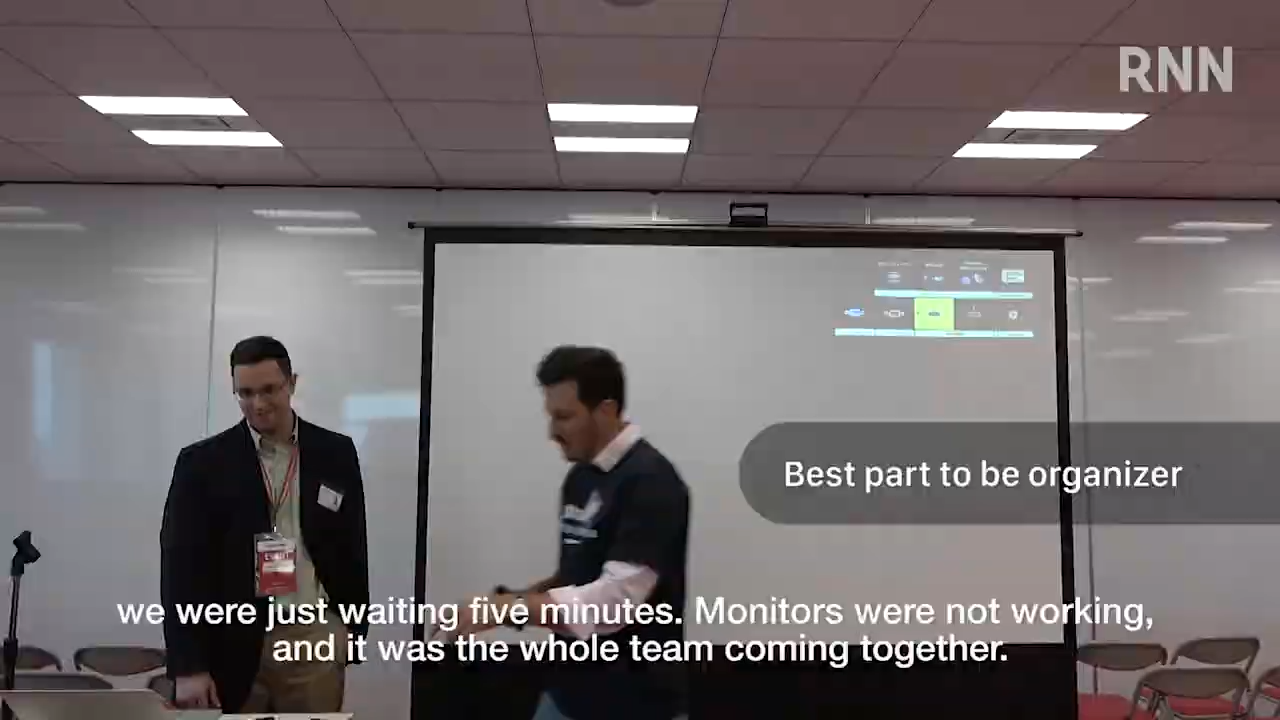 RNN
Best part to be organizer
we were just waiting five minutes. Monitors were not working,
and it was the whole team coming together.